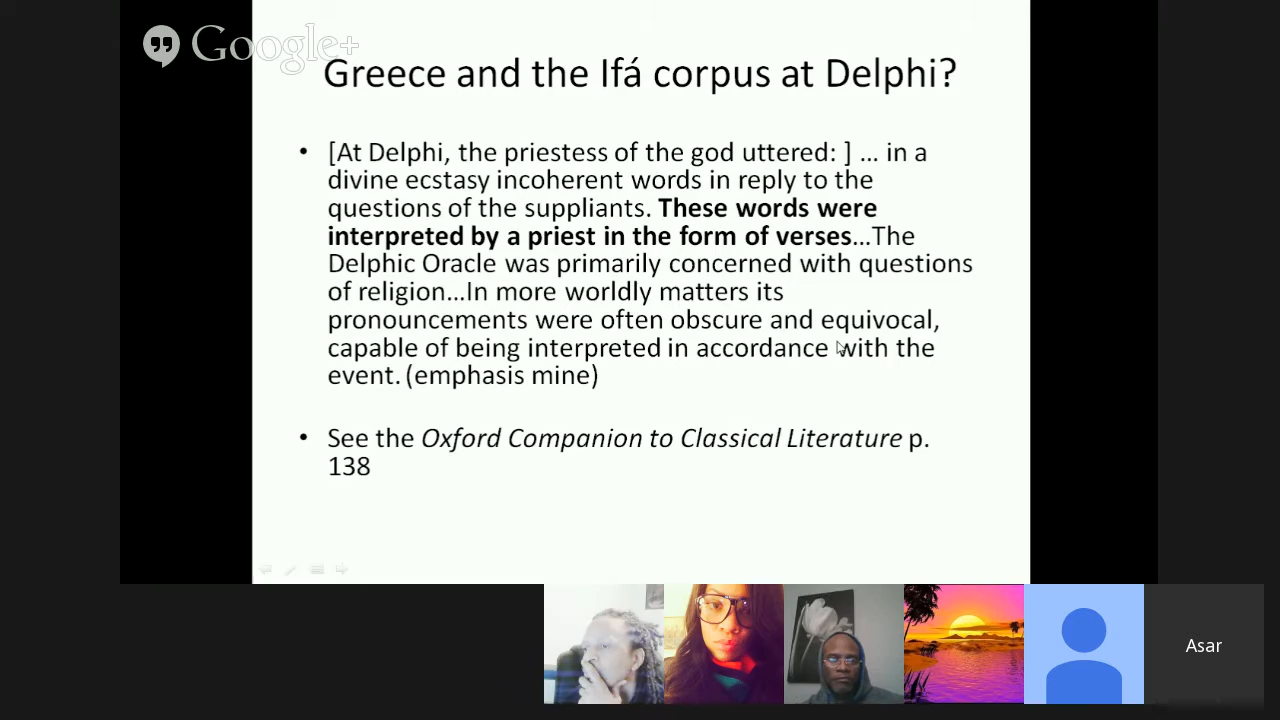 Google+
Greece and the Ifá corpus at Delphi?
• [At Delphi, the priestess of the god uttered: ] … in a
divine ecstasy incoherent words in reply to the
questions of the suppliants. These words were
interpreted by a priest in the form of verses…The
Delphic Oracle was primarily concerned with questions
of religion…In more worldly matters its
pronouncements were often obscure and equivocal,
capable of being interpreted in accordance with the
event. (emphasis mine)
• See the Oxford Companion to Classical Literature p.
138
Asar